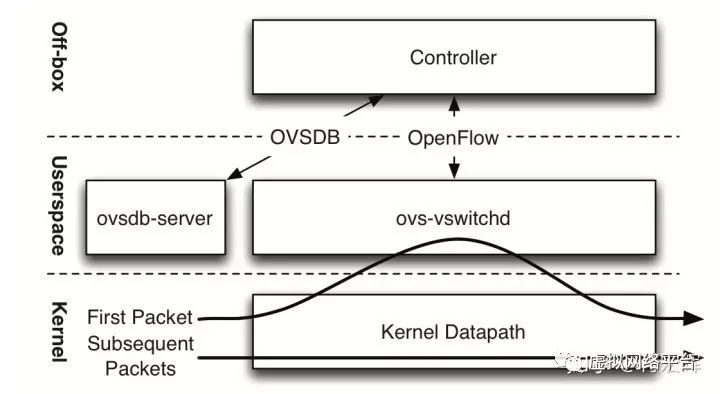 Off-box
Controller
OVSDB
OpenFlow
Userspace
ovsdb-server
ovs-vswitchd
Kernel
First Packet
Subsequent
Packets
Kernel Datapath
虚拟网络平台